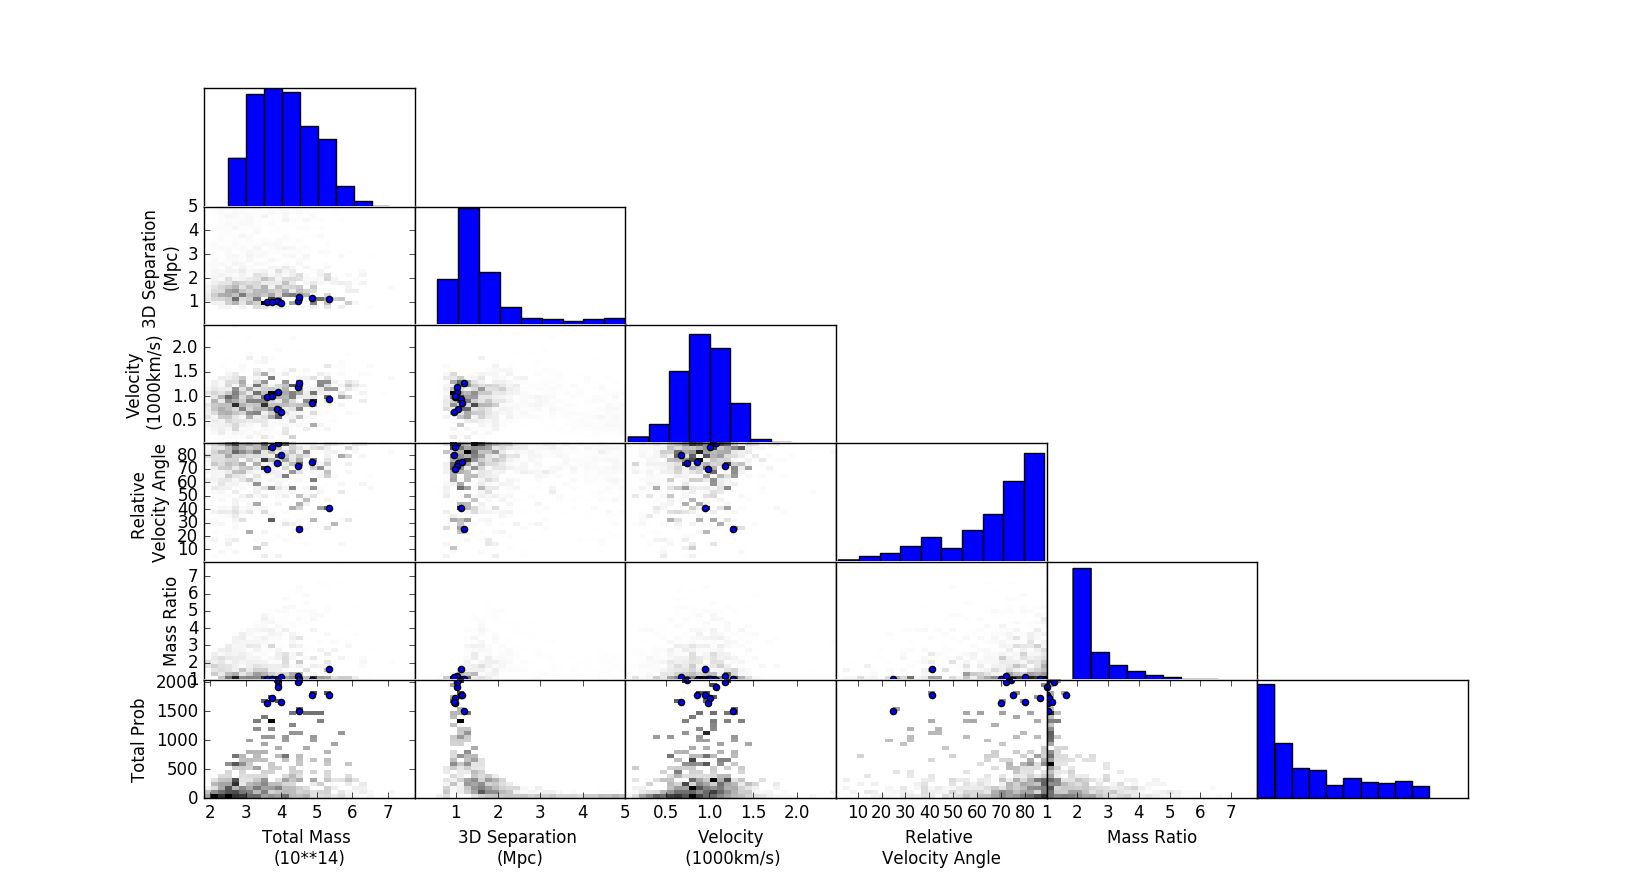 5
4
3
2
1
3D Separation
(Mpc)
2.0
1.5
1.0
0.5
Velocity
(1000km/s)
80
70
60
50
40
30
20
10
Relative
Velocity Angle
7
6
5
4
3
2
1
Mass Ratio
2000
1500
1000
500
0
Total Prob
2 3 4 5 6 7
1 2 3 4 5
0.5 1.0 1.5 2.0
10 20 30 40 50 60 70 80
1 2 3 4 5 6 7
Total Mass
(10**14)
3D Separation
(Mpc)
Velocity
(1000km/s)
Relative
Velocity Angle
Mass Ratio